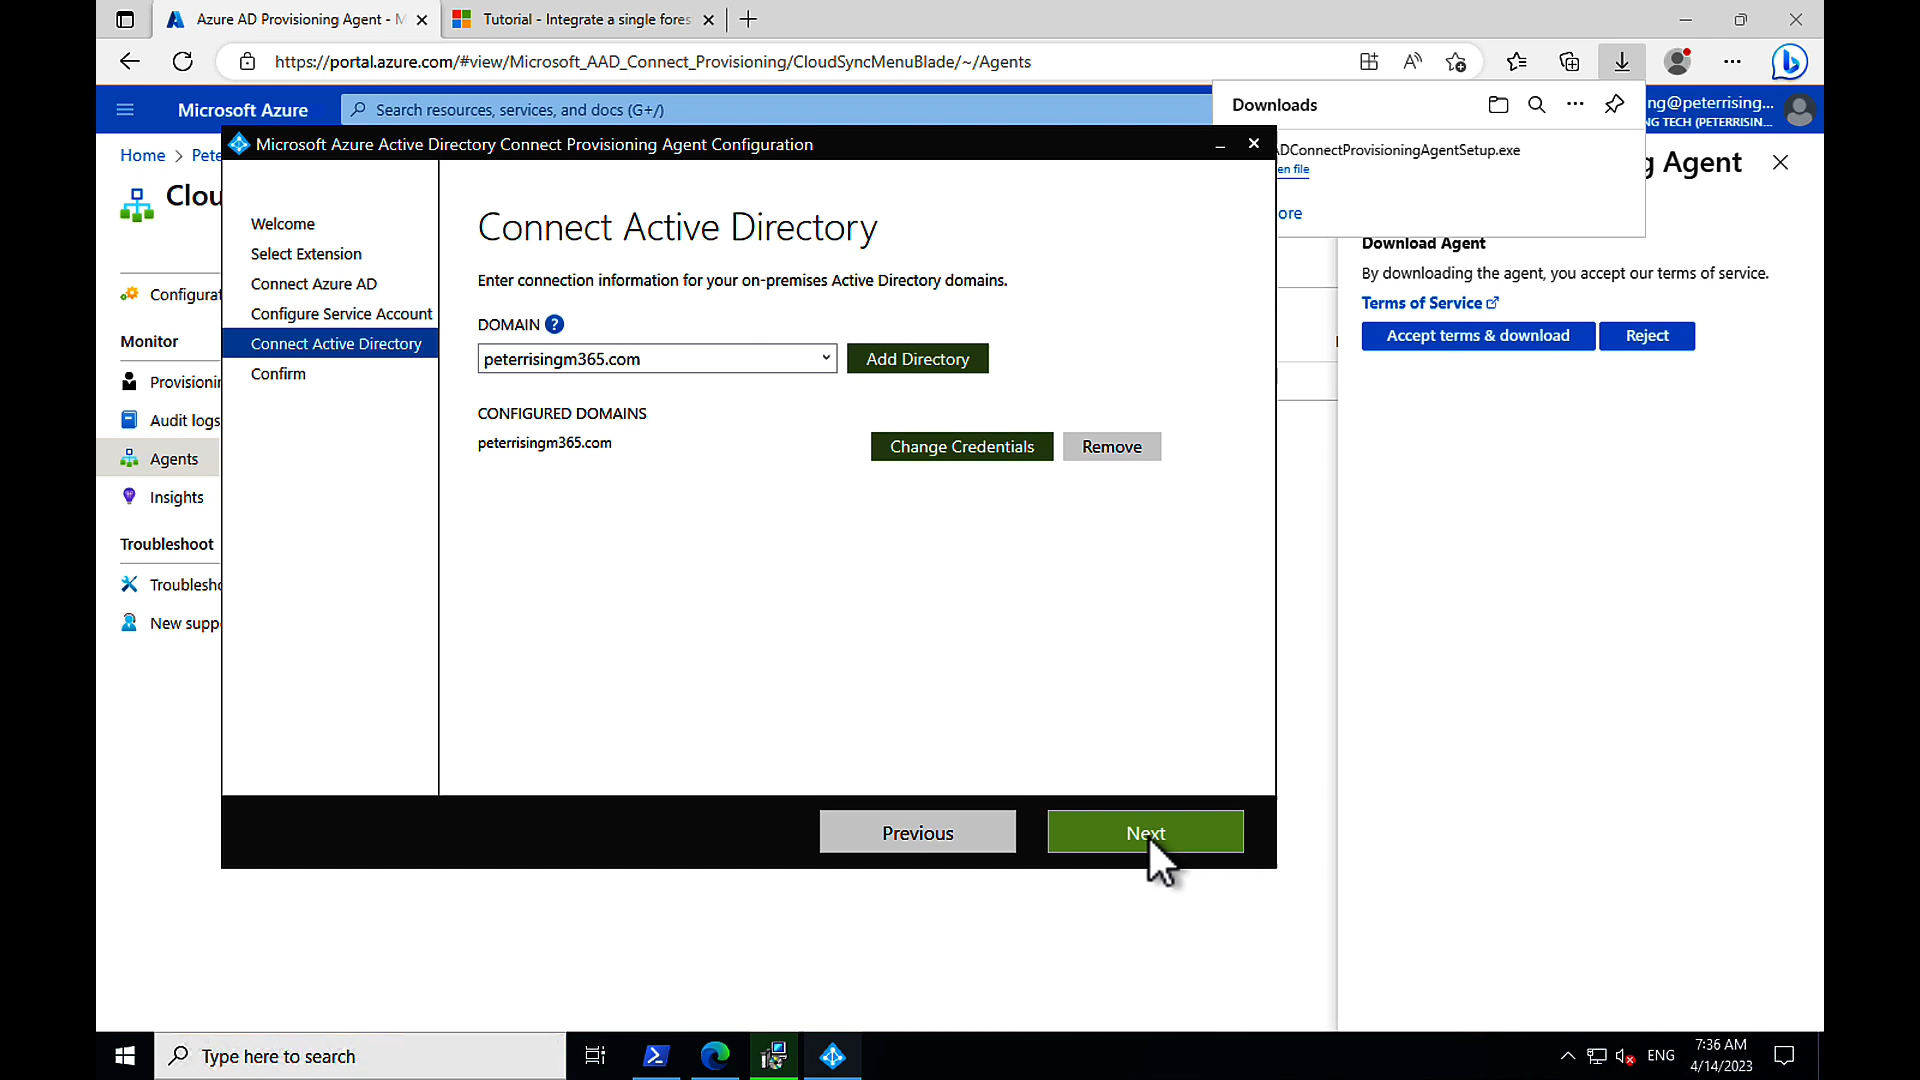 Azure AD Provisioning Agent - M
Tutorial - Integrate a single fores
https://portal.azure.com/#view/Microsoft_AAD_Connect_Provisioning/CloudSyncMenuBlade/~/Agents
Microsoft Azure
Search resources, services, and docs (G+/)
Downloads
ng@peterrising...
NG TECH (PETERRISIN...
ADConnectProvisioningAgentSetup.exe
en file
ore
g Agent
Home > Pete
Clou
Configurat
Monitor
Provisionin
Audit logs
Agents
Insights
Troubleshoot
Troublesho
New suppo
Microsoft Azure Active Directory Connect Provisioning Agent Configuration
Welcome
Select Extension
Connect Azure AD
Configure Service Account
Connect Active Directory
Confirm
Connect Active Directory
Enter connection information for your on-premises Active Directory domains.
DOMAIN ?
peterrisingm365.com
Add Directory
CONFIGURED DOMAINS
peterrisingm365.com
Change Credentials
Remove
Previous
Next
Download Agent
By downloading the agent, you accept our terms of service.
Terms of Service
Accept terms & download
Reject
Type here to search
ENG
7:36 AM
4/14/2023